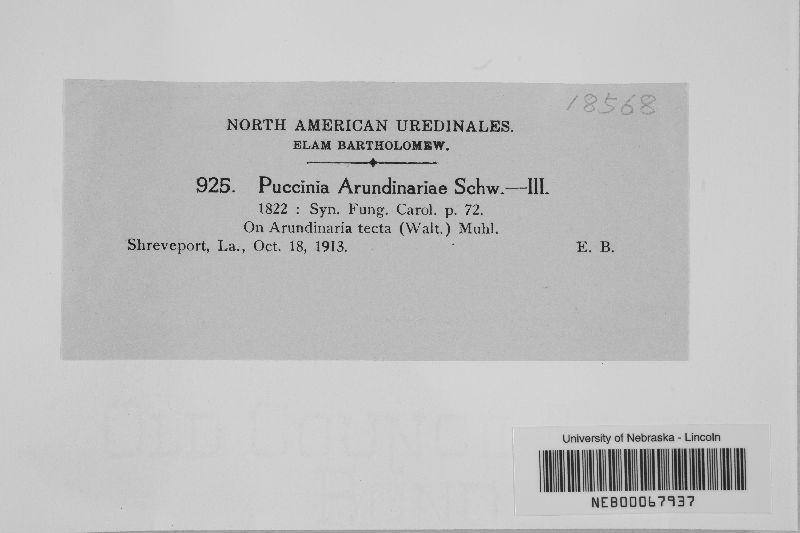 18568
NORTH AMERICAN UREDINALES.
ELAM BARTHOLOMEW.
925. Puccinia Arundinariae Schw.—III.
1822 : Syn. Fung. Carol. p. 72.
On Arundinaria tecta (Walt.) Muhl.
Shreveport, La., Oct. 18, 1913. E. B.
University of Nebraska - Lincoln
NEB00067937